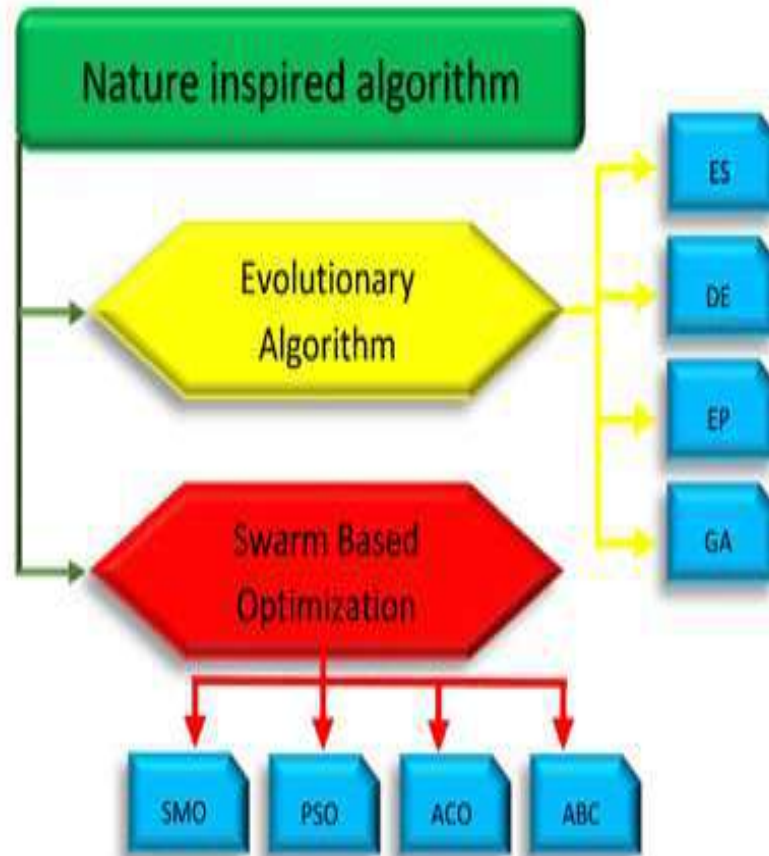 Nature inspired algorithm
Evolutionary
Algorithm
ES
DE
EP
GA
Swarm Based
Optimization
SMO
PSO
ACO
ABC